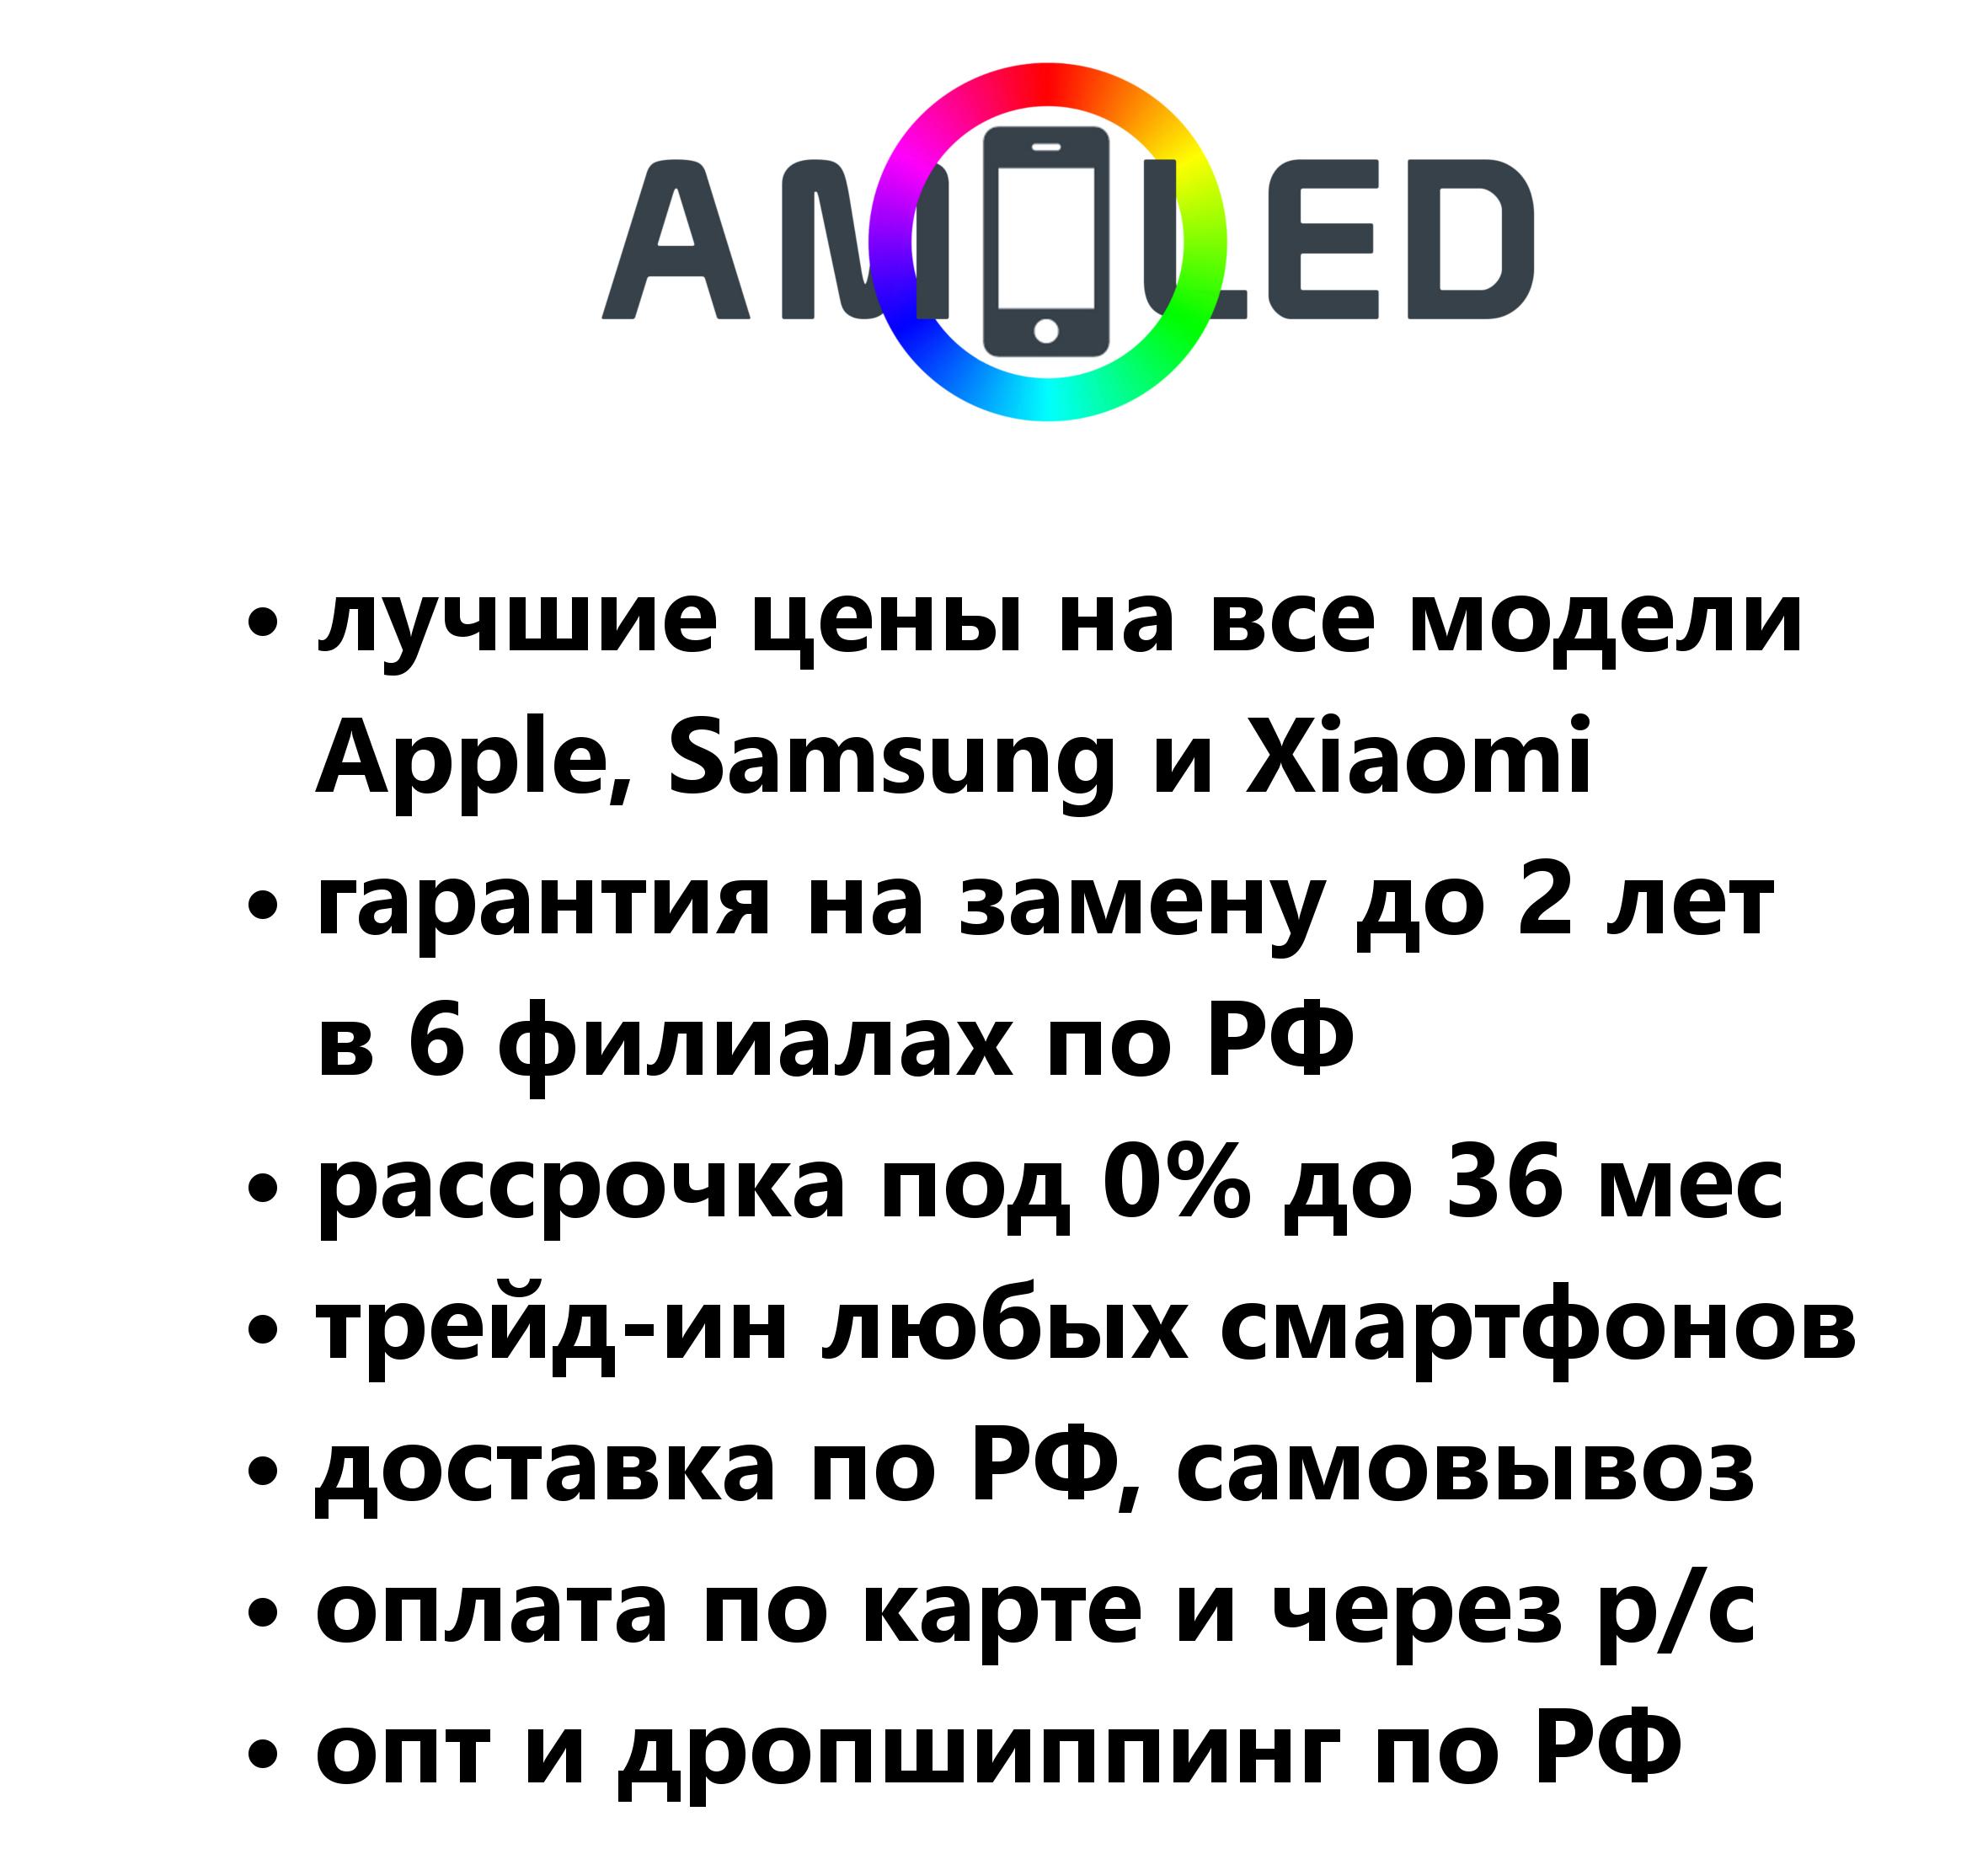 AMOLED
• лучшие цены на все модели
Apple, Samsung и Xiaomi
• гарантия на замену до 2 лет
в 6 филиалах по РФ
• рассрочка под 0% до 36 мес
• трейд-ин любых смартфонов
• доставка по РФ, самовывоз
• оплата по карте и через р/с
• опт и дропшиппинг по РФ